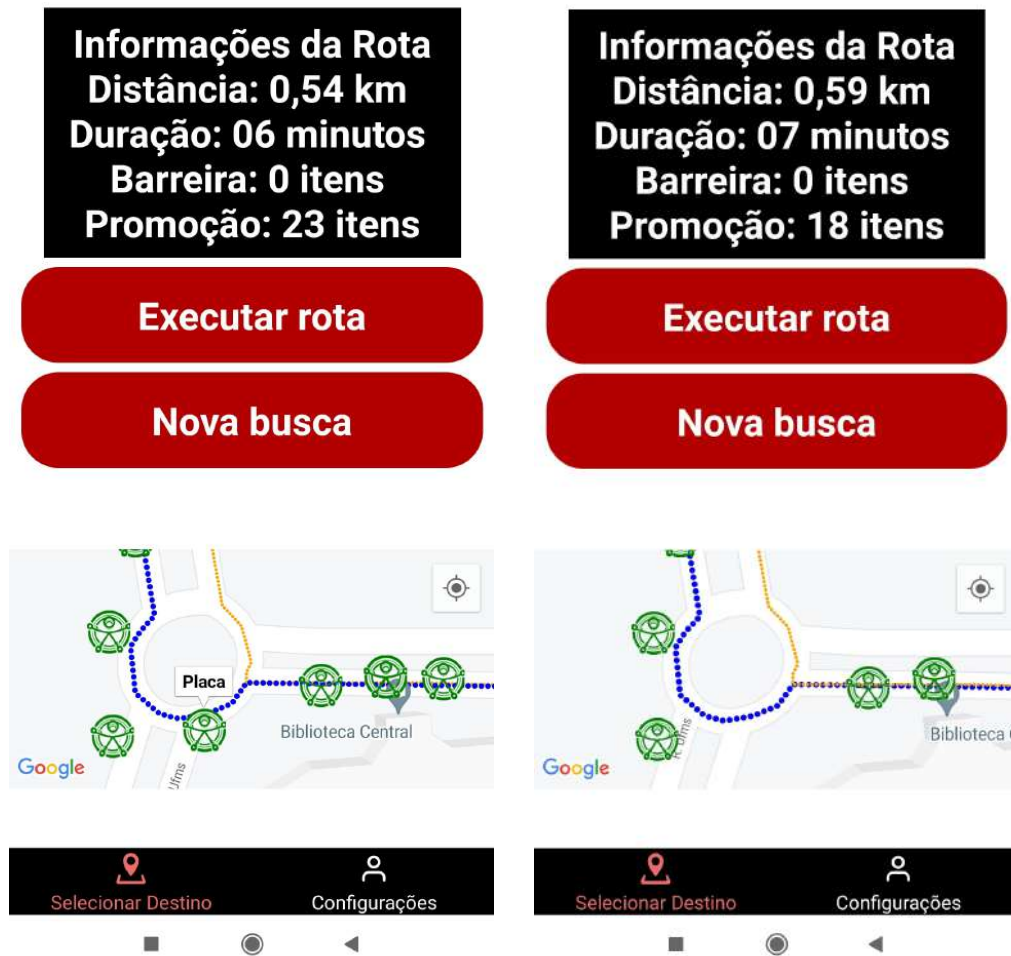 Informações da Rota
Distância: 0,54 km
Duração: 06 minutos
Barreira: 0 itens
Promoção: 23 itens
Executar rota
Nova busca
Placa
Biblioteca Central
Ufms
Google
Selecionar Destino
Configurações
Informações da Rota
Distância: 0,59 km
Duração: 07 minutos
Barreira: 0 itens
Promoção: 18 itens
Executar rota
Nova busca
Biblioteca
Google
Selecionar Destino
Configurações